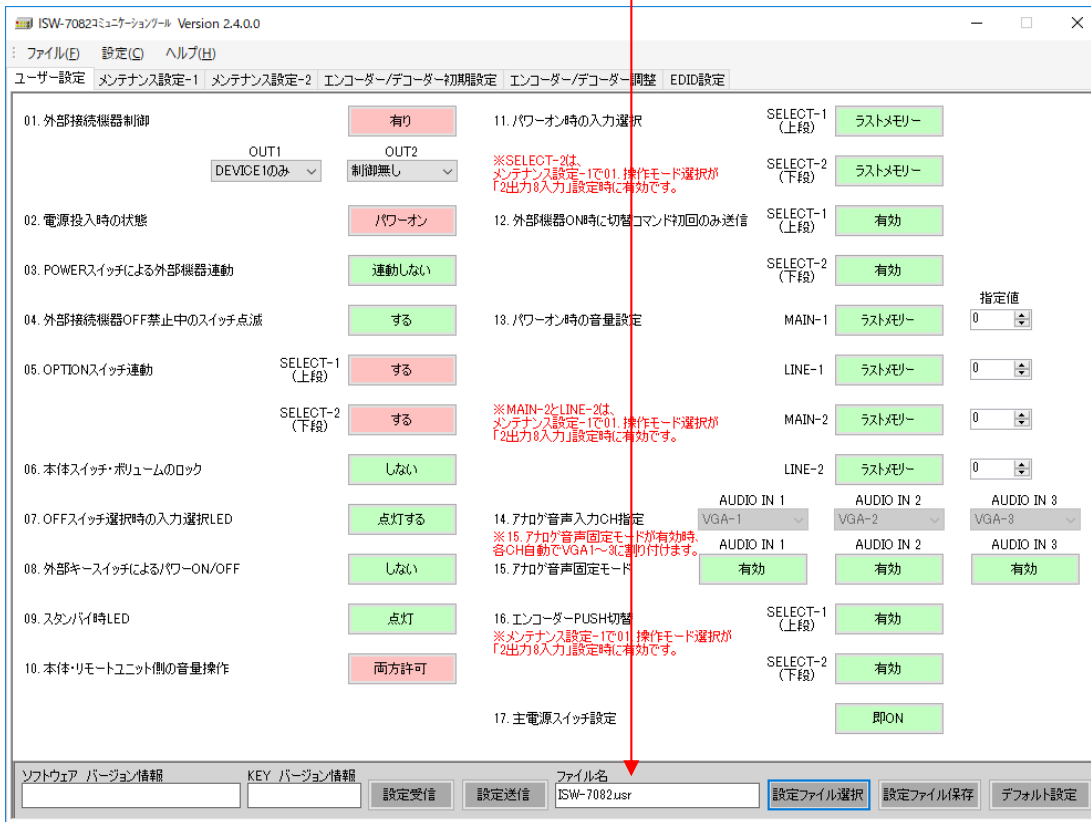 ISW-7082コミュニケーションツール Version 2.4.0.0
ファイル(F) 設定(C) ヘルプ(H)
ユーザー設定 メンテナンス設定-1 メンテナンス設定-2 エンコーダー/デコーダー初期設定 エンコーダー/デコーダー調整 EDID設定
01. 外部接続機器制御 有り
OUT1 OUT2
DEVICE1のみ 制御無し
02. 電源投入時の状態 パワーオン
03. POWERスイッチによる外部機器連動 連動しない
04. 外部接続機器OFF禁止中のスイッチ点滅 する
05. OPTIONスイッチ連動 SELECT-1 (上段) する
SELECT-2 (下段) する
06. 本体スイッチ・ボリュームのロック しない
07. OFFスイッチ選択時の入力選択LED 点灯する
08. 外部キースイッチによるパワーON/OFF しない
09. スタンバイ時LED 点灯
10. 本体・リモートユニット側の音量操作 両方許可
11. パワーオン時の入力選択 SELECT-1 (上段) ラストメモリー
※SELECT-2は、
メンテナンス設定-1で01. 操作モード選択が
「2出力8入力」設定時に有効です。
SELECT-2 (下段) ラストメモリー
12. 外部機器ON時に切替コマンド初回のみ送信 SELECT-1 (上段) 有効
SELECT-2 (下段) 有効
指定値
13. パワーオン時の音量設定 MAIN-1 ラストメモリー 0
LINE-1 ラストメモリー 0
※MAIN-2とLINE-2は、
メンテナンス設定-1で01. 操作モード選択が
「2出力8入力」設定時に有効です。
MAIN-2 ラストメモリー 0
LINE-2 ラストメモリー 0
AUDIO IN 1 AUDIO IN 2 AUDIO IN 3
14. アナログ音声入力CH指定 VGA-1 VGA-2 VGA-3
※15. アナログ音声固定モードが有効時、
各CH自動でVGA1～3に割り付けます。
AUDIO IN 1 AUDIO IN 2 AUDIO IN 3
15. アナログ音声固定モード 有効 有効 有効
16. エンコーダーPUSH切替 SELECT-1 (上段) 有効
※メンテナンス設定-1で01. 操作モード選択が
「2出力8入力」設定時に有効です。
SELECT-2 (下段) 有効
17. 主電源スイッチ設定 即ON
ソフトウェア バージョン情報 KEY バージョン情報 ファイル名
設定受信 設定送信 ISW-7082.usr 設定ファイル選択 設定ファイル保存 デフォルト設定